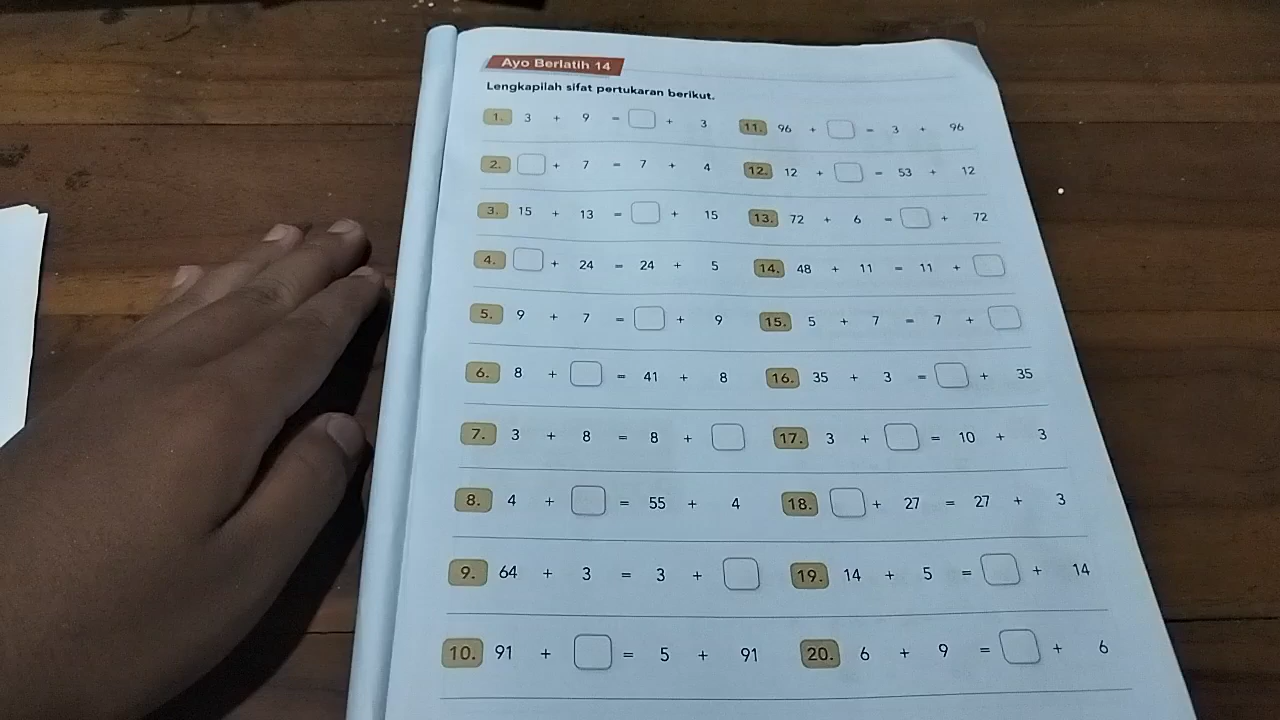 Ayo Berlatih 14
Lengkapilah sifat pertukaran berikut.
1. 3 + 9 = □ + 3
2. □ + 7 = 7 + 4
3. 15 + 13 = □ + 15
4. □ + 24 = 24 + 5
5. 9 + 7 = □ + 9
6. 8 + □ = 41 + 8
7. 3 + 8 = 8 + □
8. 4 + □ = 55 + 4
9. 64 + 3 = 3 + □
10. 91 + □ = 5 + 91
11. 96 + □ = 3 + 96
12. 12 + □ = 53 + 12
13. 72 + 6 = □ + 72
14. 48 + 11 = 11 + □
15. 5 + 7 = 7 + □
16. 35 + 3 = □ + 35
17. 3 + □ = 10 + 3
18. □ + 27 = 27 + 3
19. 14 + 5 = □ + 14
20. 6 + 9 = □ + 6